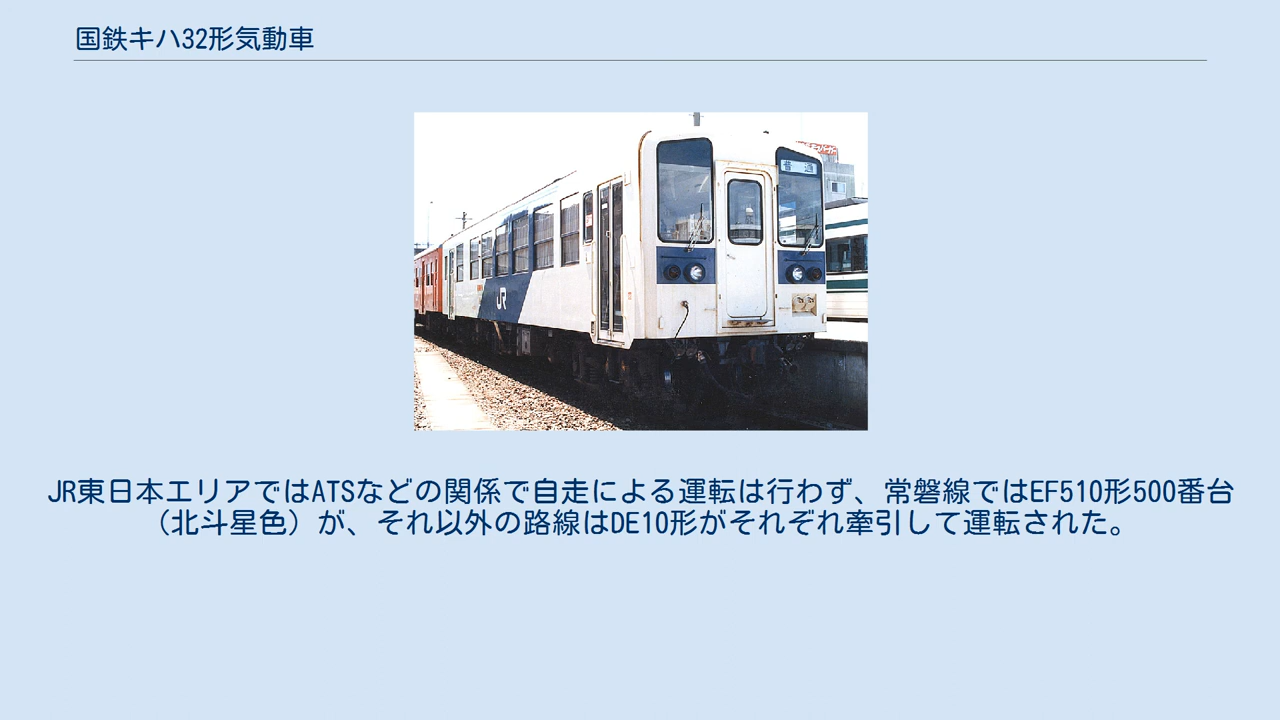 国鉄キハ32形気動車
普通
JR
JR東日本エリアではATSなどの関係で自走による運転は行わず、常磐線ではEF510形500番台
（北斗星色）が、それ以外の路線はDE10形がそれぞれ牽引して運転された。